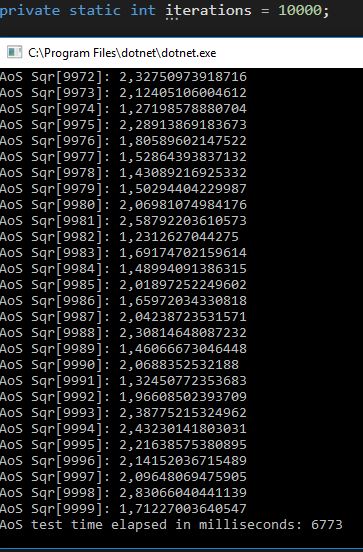 private static int iterations = 10000;
C:\Program Files\dotnet\dotnet.exe
AoS Sqr[9972]: 2,32750973918716
AoS Sqr[9973]: 2,12405106004612
AoS Sqr[9974]: 1,27198578880704
AoS Sqr[9975]: 2,28913869183673
AoS Sqr[9976]: 1,80589602147522
AoS Sqr[9977]: 1,52864393837132
AoS Sqr[9978]: 1,43089216925332
AoS Sqr[9979]: 1,50294404229987
AoS Sqr[9980]: 2,06981074984176
AoS Sqr[9981]: 2,58792203610573
AoS Sqr[9982]: 1,2312627044275
AoS Sqr[9983]: 1,69174702159614
AoS Sqr[9984]: 1,48994091386315
AoS Sqr[9985]: 2,01897252249602
AoS Sqr[9986]: 1,65972034330818
AoS Sqr[9987]: 2,04238723531571
AoS Sqr[9988]: 2,30814648087232
AoS Sqr[9989]: 1,46066673046448
AoS Sqr[9990]: 2,0688352532188
AoS Sqr[9991]: 1,32450772353683
AoS Sqr[9992]: 1,96608502393709
AoS Sqr[9993]: 2,38775215324962
AoS Sqr[9994]: 2,43230141803031
AoS Sqr[9995]: 2,21638575380895
AoS Sqr[9996]: 2,14152036715489
AoS Sqr[9997]: 2,09648069475905
AoS Sqr[9998]: 2,83066040441139
AoS Sqr[9999]: 1,71227003640547
AoS test time elapsed in milliseconds: 6773